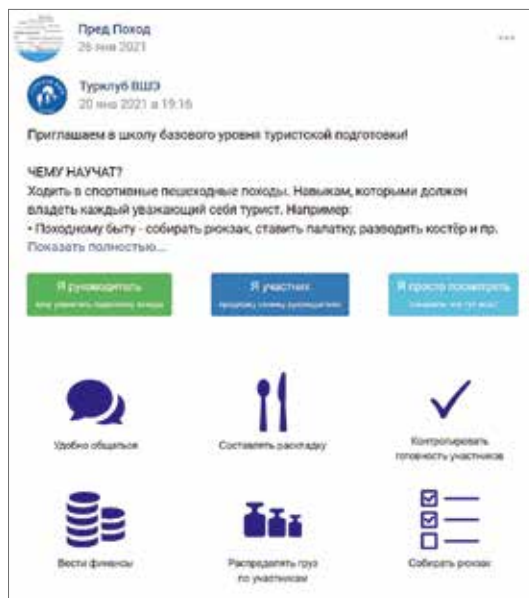 Пред Поход
26 янв 2021
Турклуб ВШЭ
20 янв 2021 в 19:16
Приглашаем в школу базового уровня туристской подготовки!
ЧЕМУ НАУЧАТ?
Ходить в спортивные пешеходные походы. Навыкам, которыми должен
владеть каждый уважающий себя турист. Например:
• Походному быту - собирать рюкзак, ставить палатку, разводить костёр и пр.
Показать полностью...
Я руководитель
Я участник
Я просто посмотреть
Удобно общаться
Составлять раскладку
Контролировать
готовность участников
Вести финансы
Распределять груз
по участникам
Собирать рюкзак